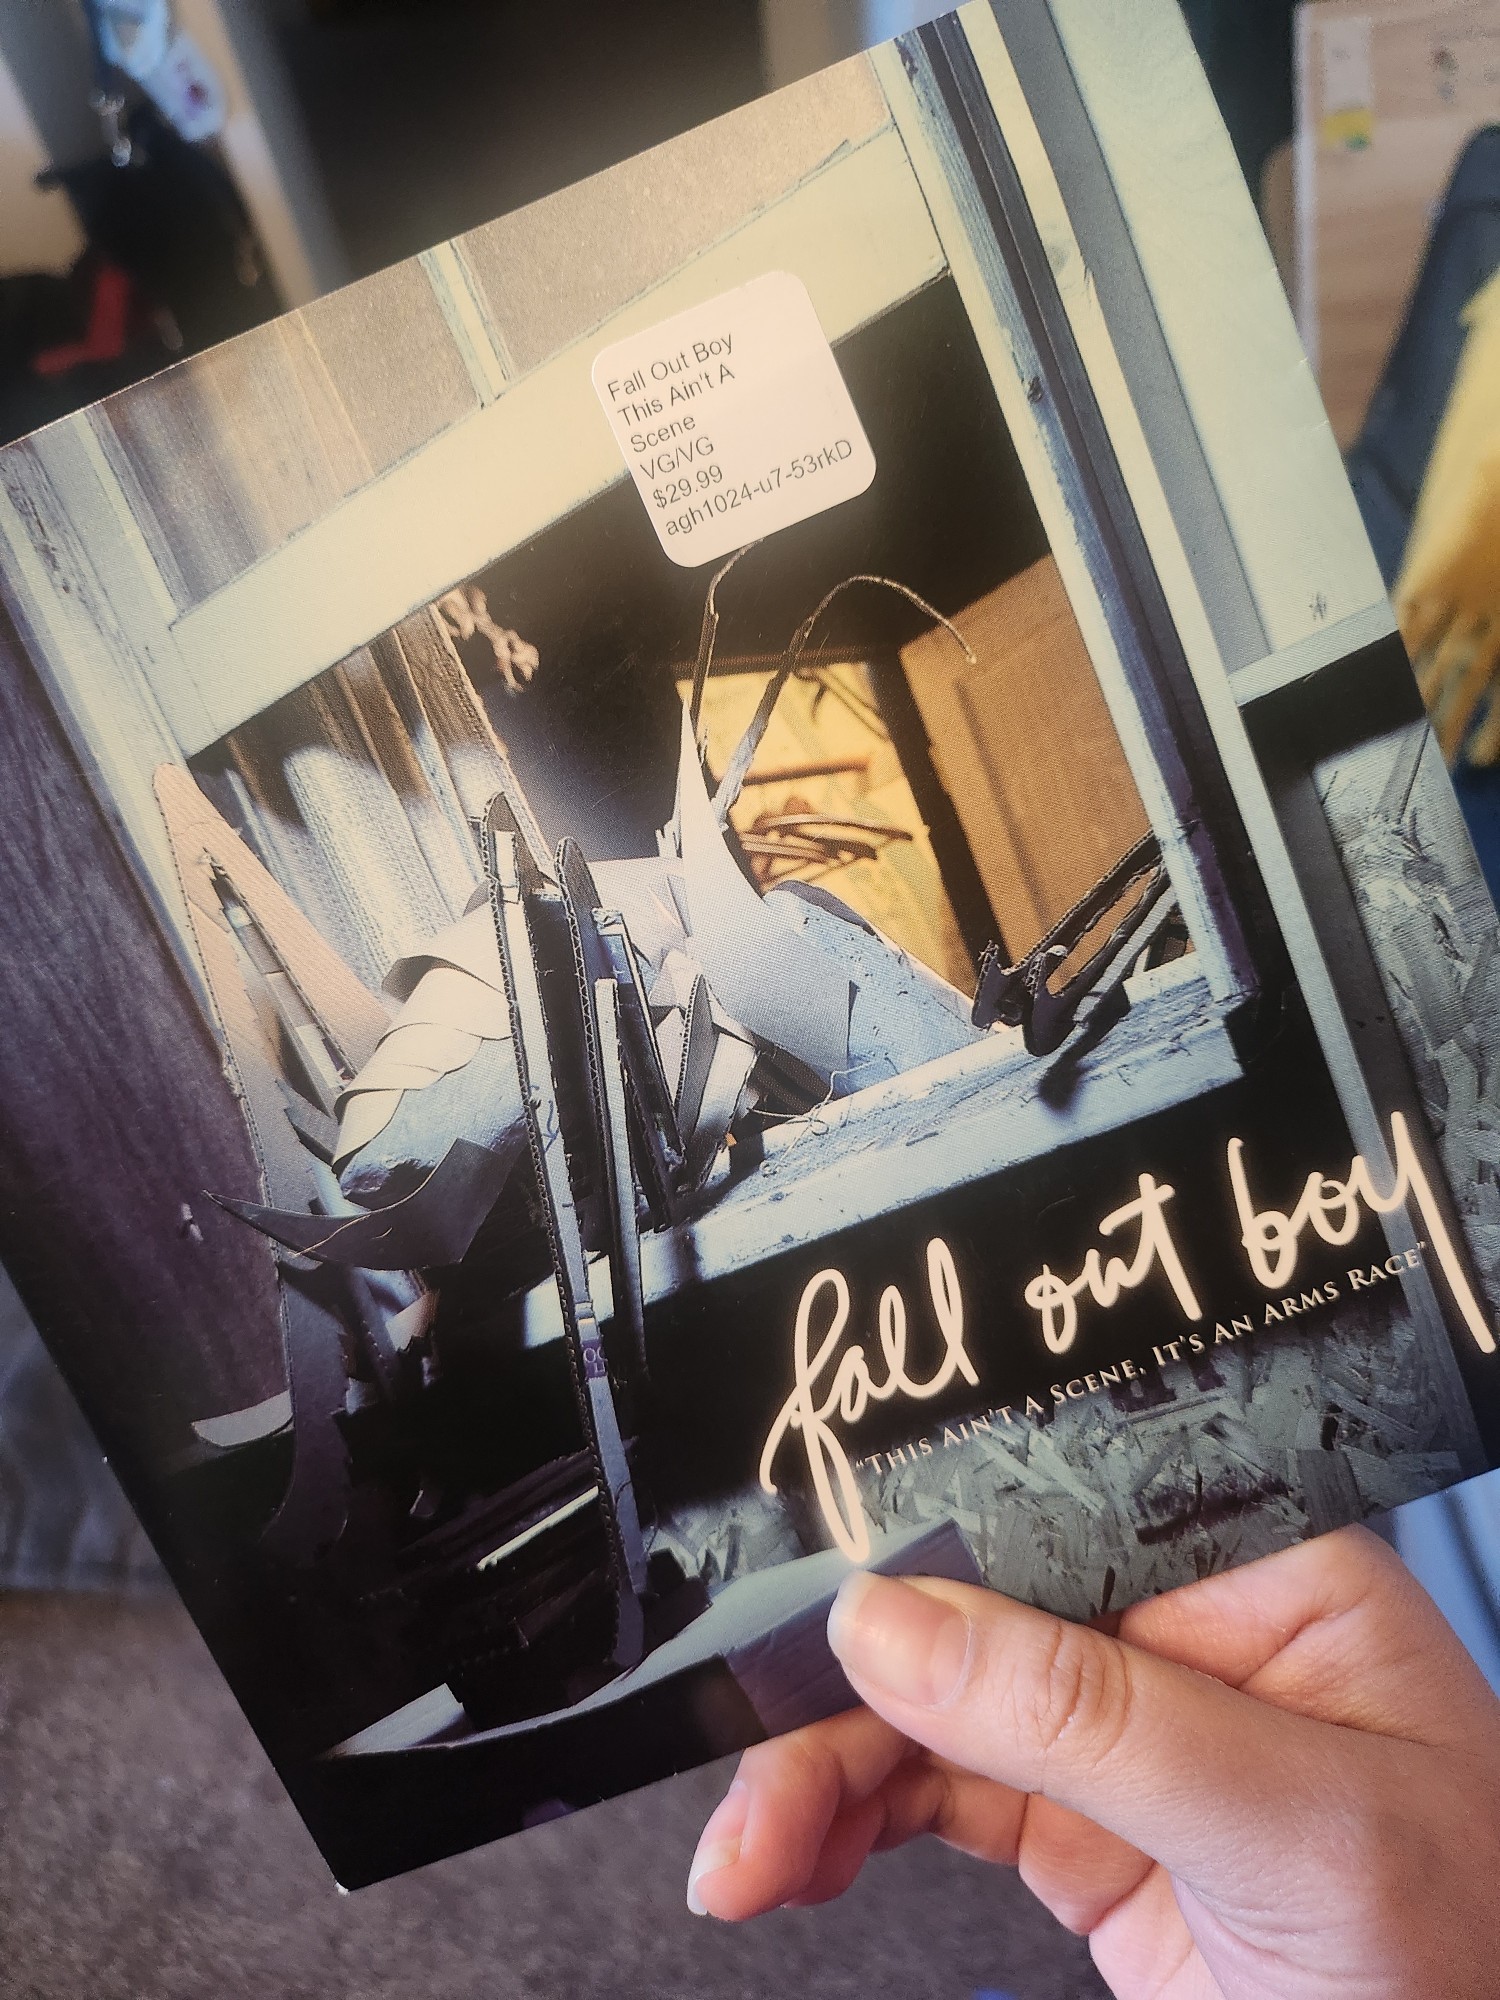 Fall Out Boy
This Ain't A
Scene
VG/VG
$29.99
agh1024-u7-53rkD
fall out boy
"THIS AIN'T A SCENE, IT'S AN ARMS RACE"